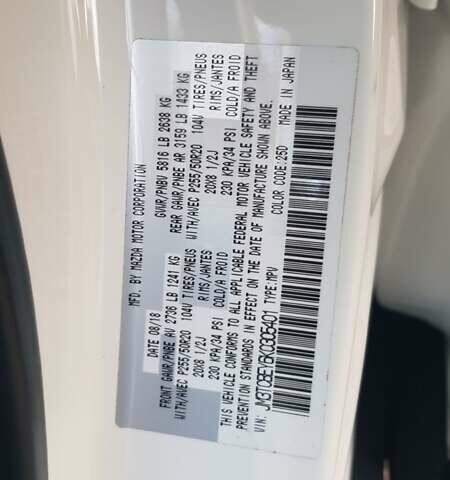 MFD. BY MAZDA MOTOR CORPORATION
DATE 08/18 GVWR/PNBV 5816 LB 2638 KG
FRONT GAWR/PNBE AV 2736 LB 1241 KG REAR GAWR/PNBE AR 3159 LB 1433 KG
WITH/AVEC P255/50R20 104V TIRES/PNEUS WITH/AVEC P255/50R20 104V TIRES/PNEUS
20X8 1/2J RIMS/JANTES 20X8 1/2J RIMS/JANTES
230 KPA/34 PSI COLD/A FROID 230 KPA/34 PSI COLD/A FROID
THIS VEHICLE CONFORMS TO ALL APPLICABLE FEDERAL MOTOR VEHICLE SAFETY AND THEFT
PREVENTION STANDARDS IN EFFECT ON THE DATE OF MANUFACTURE SHOWN ABOVE.
VIN: JM3TCBEY6K0306401 TYPE:MPV COLOR CODE:25D MADE IN JAPAN